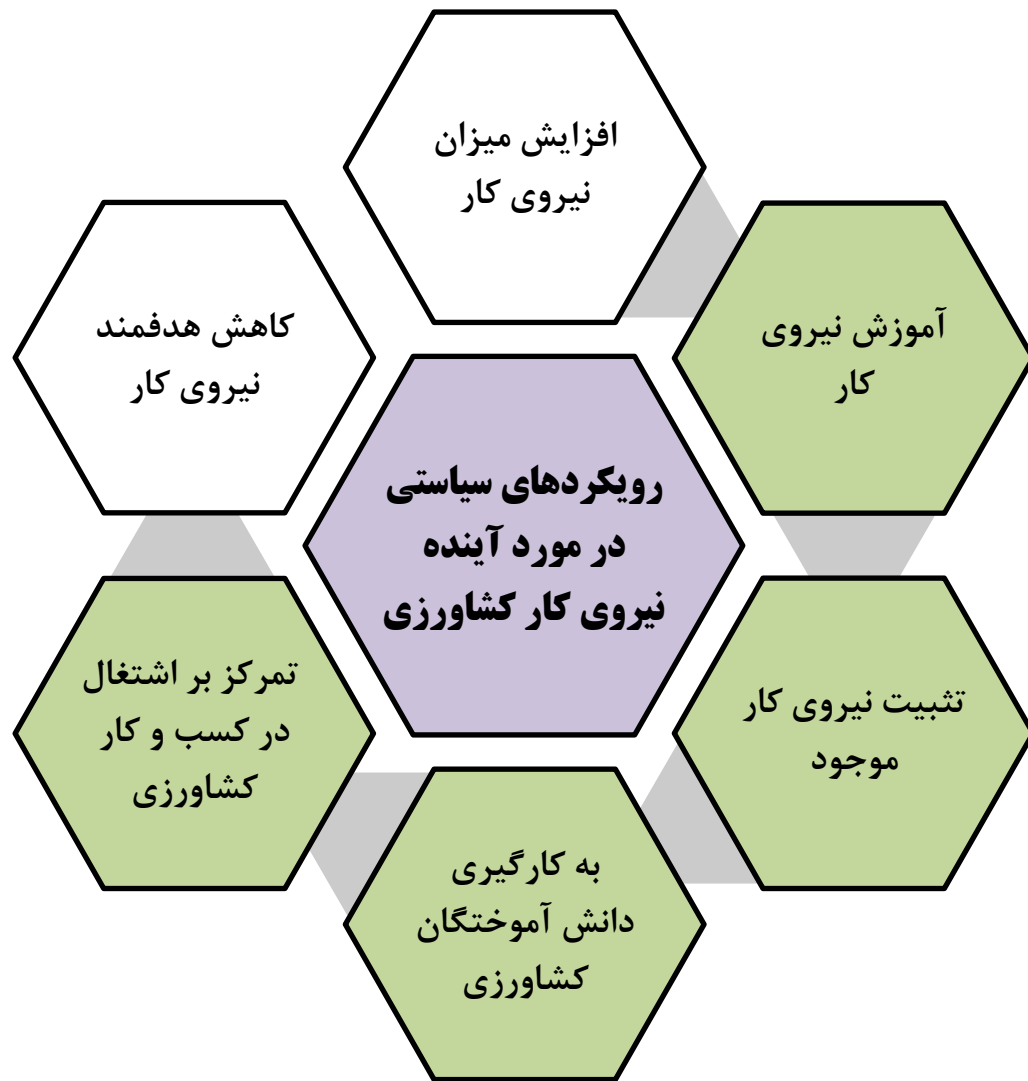 افزایش میزان
نیروی کار
آموزش نیروی
کار
تثبیت نیروی کار
موجود
به کارگیری
دانش آموختگان
کشاورزی
تمرکز بر اشتغال
در کسب و کار
کشاورزی
کاهش هدفمند
نیروی کار
رویکردهای سیاستی
در مورد آینده
نیروی کار کشاورزی